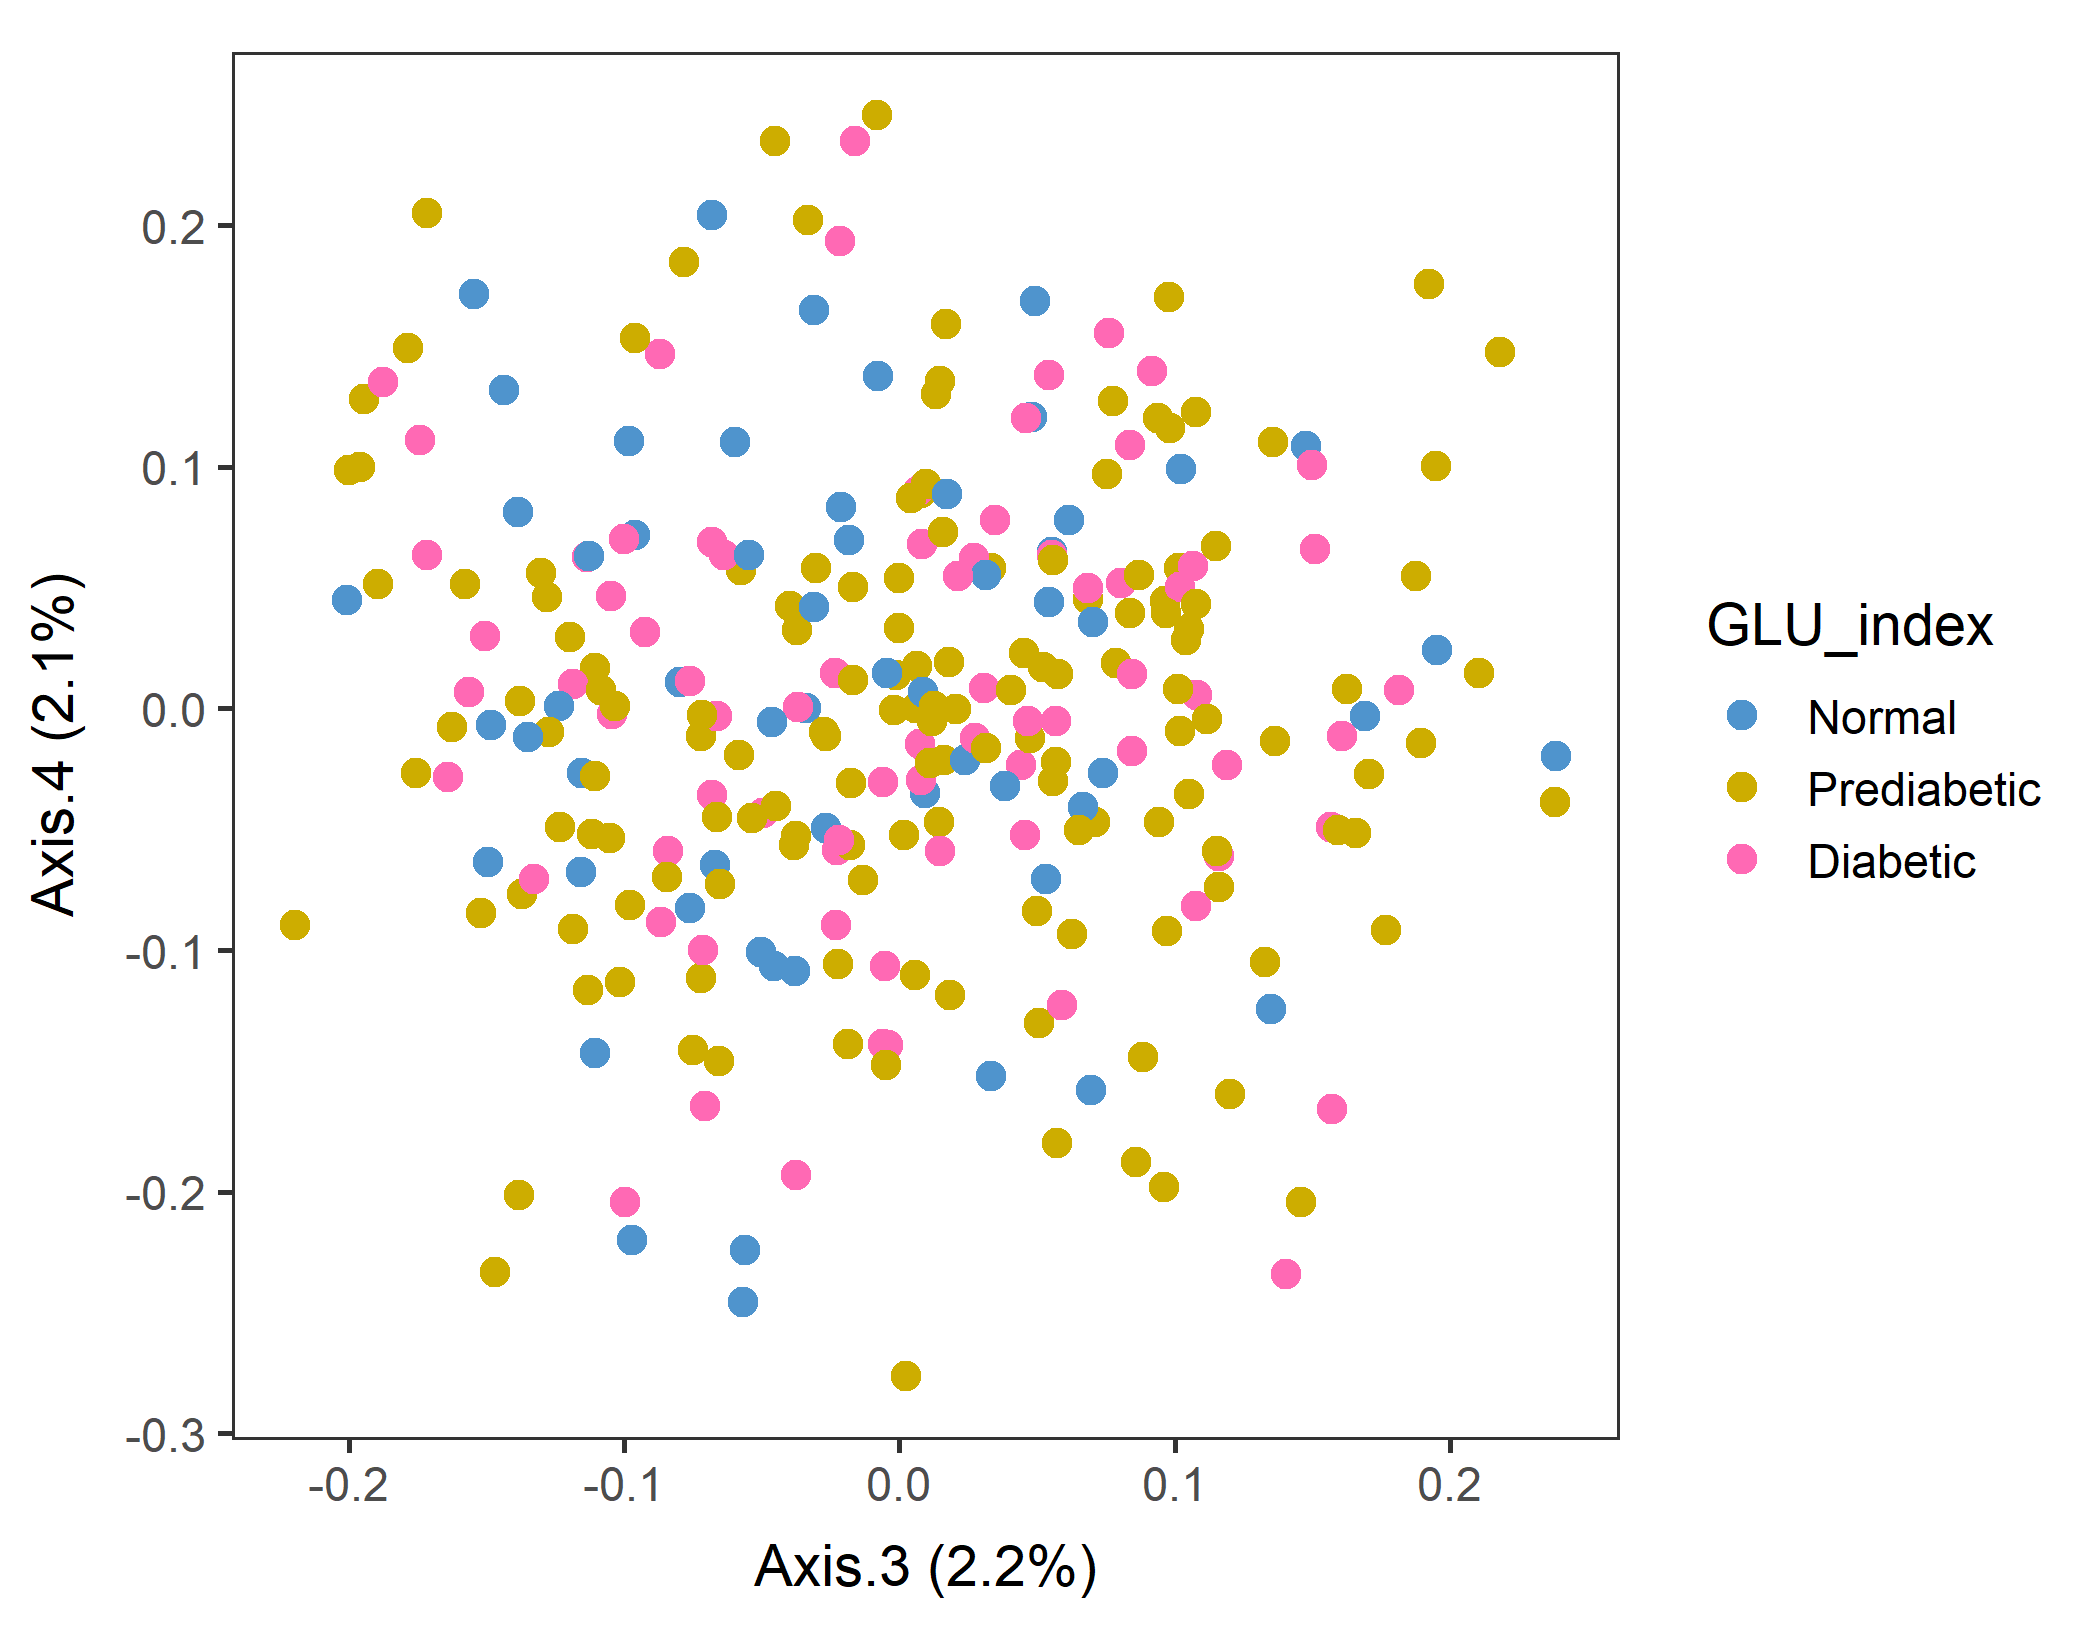 0.2
0.1
0.0
-0.1
-0.2
-0.3
Axis.4 (2.1%)
-0.2 -0.1 0.0 0.1 0.2
Axis.3 (2.2%)
GLU_index
Normal
Prediabetic
Diabetic